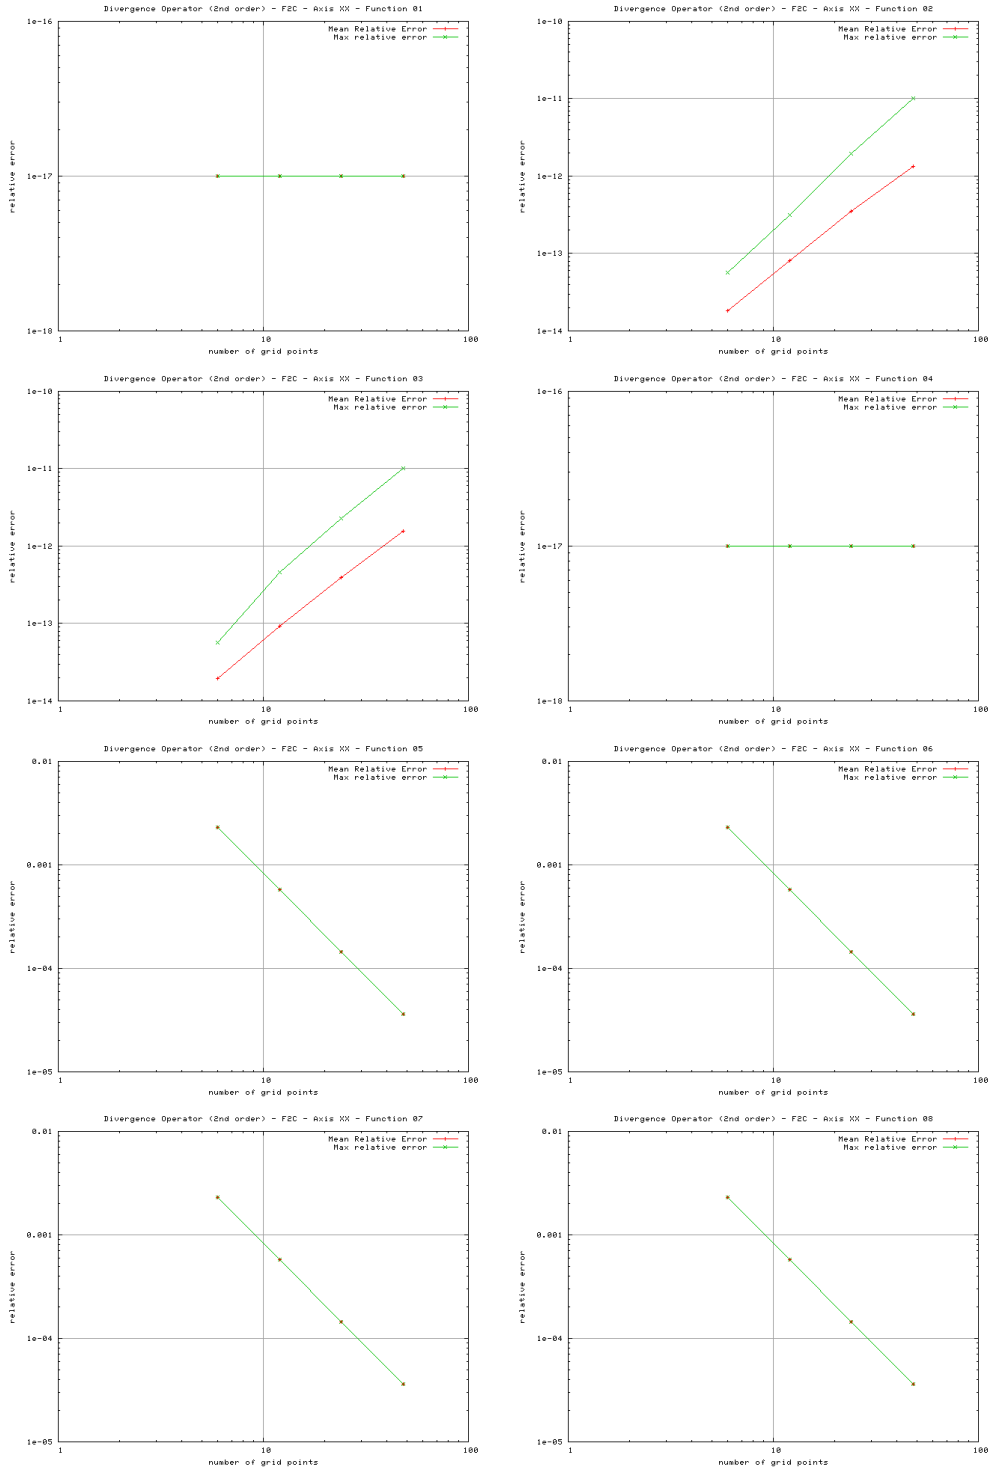 Divergence Operator (2nd order) - F2C - Axis XX - Function 01
1e-16
1e-17
1e-18
relative error
Mean Relative Error
Max relative error
1
10
100
number of grid points
Divergence Operator (2nd order) - F2C - Axis XX - Function 02
1e-10
1e-11
1e-12
1e-13
1e-14
relative error
Mean Relative Error
Max relative error
1
10
100
number of grid points
Divergence Operator (2nd order) - F2C - Axis XX - Function 03
1e-10
1e-11
1e-12
1e-13
1e-14
relative error
Mean Relative Error
Max relative error
1
10
100
number of grid points
Divergence Operator (2nd order) - F2C - Axis XX - Function 04
1e-16
1e-17
1e-18
relative error
Mean Relative Error
Max relative error
1
10
100
number of grid points
Divergence Operator (2nd order) - F2C - Axis XX - Function 05
0.01
0.001
1e-04
1e-05
relative error
Mean Relative Error
Max relative error
1
10
100
number of grid points
Divergence Operator (2nd order) - F2C - Axis XX - Function 06
0.01
0.001
1e-04
1e-05
relative error
Mean Relative Error
Max relative error
1
10
100
number of grid points
Divergence Operator (2nd order) - F2C - Axis XX - Function 07
0.01
0.001
1e-04
1e-05
relative error
Mean Relative Error
Max relative error
1
10
100
number of grid points
Divergence Operator (2nd order) - F2C - Axis XX - Function 08
0.01
0.001
1e-04
1e-05
relative error
Mean Relative Error
Max relative error
1
10
100
number of grid points